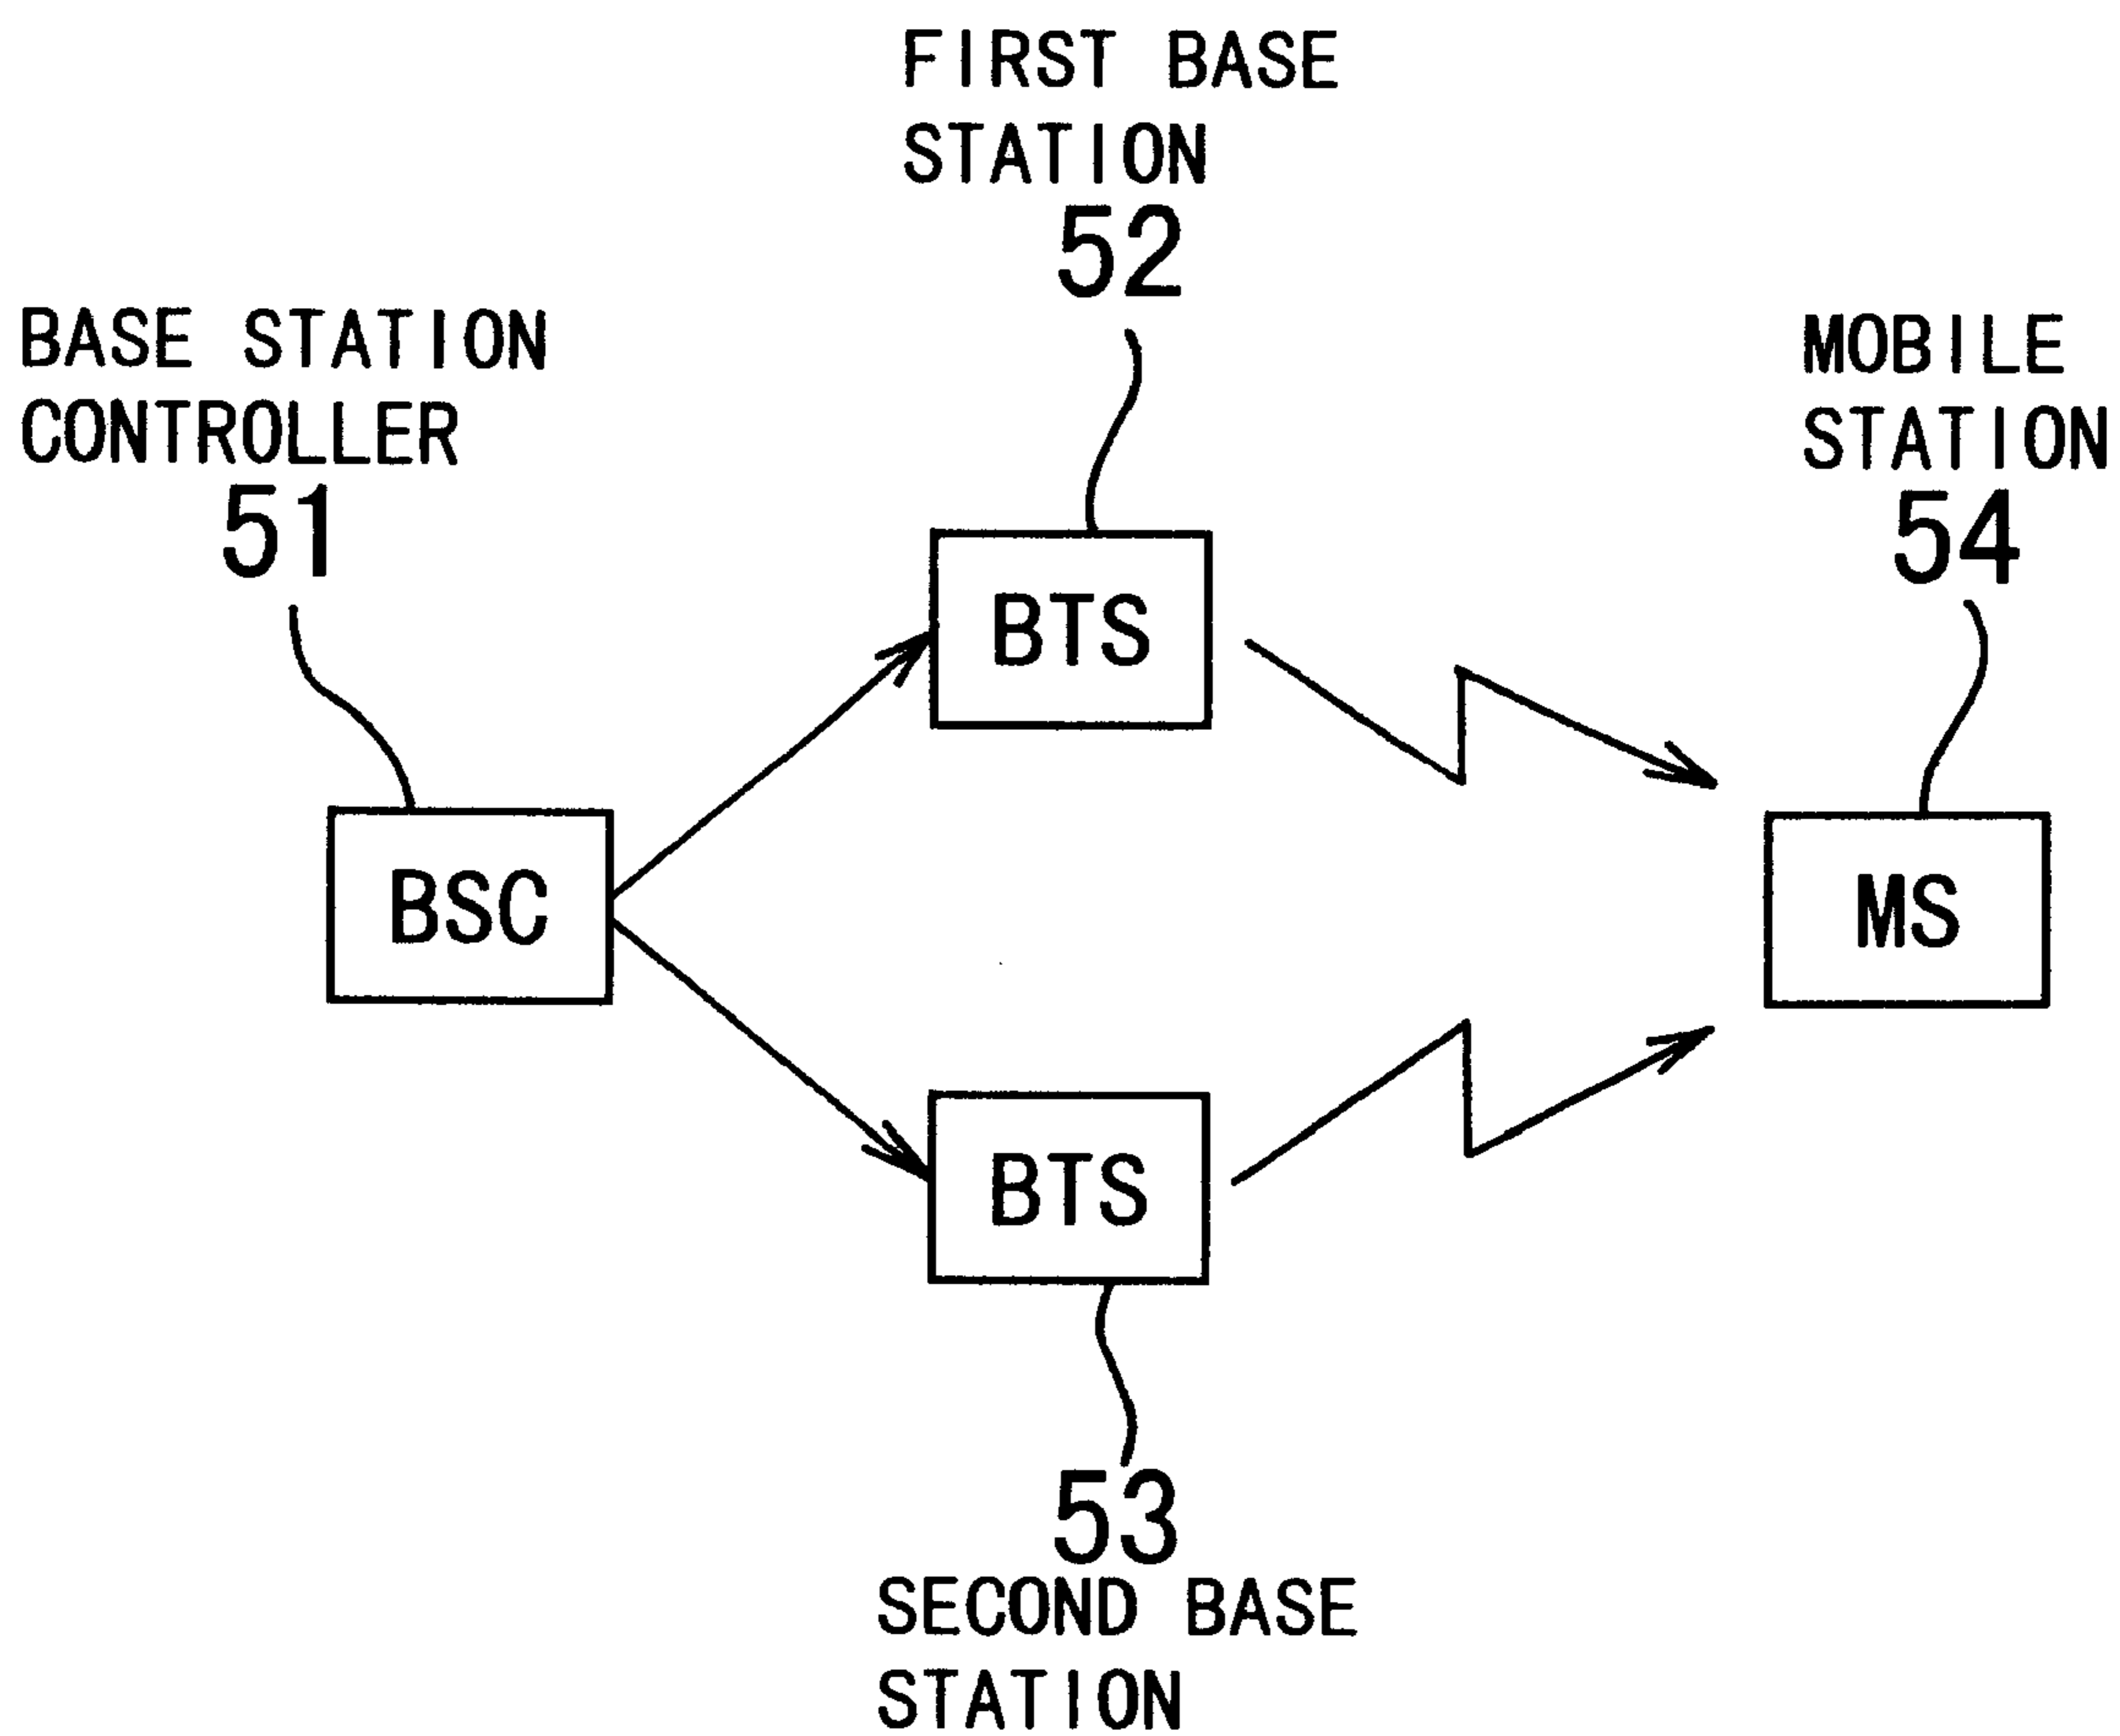 FIRST BASE
STATION
52
BASE STATION
CONTROLLER
51
MOBILE
STATION
54
BTS
BSC
MS
BTS
53
SECOND BASE
STATION